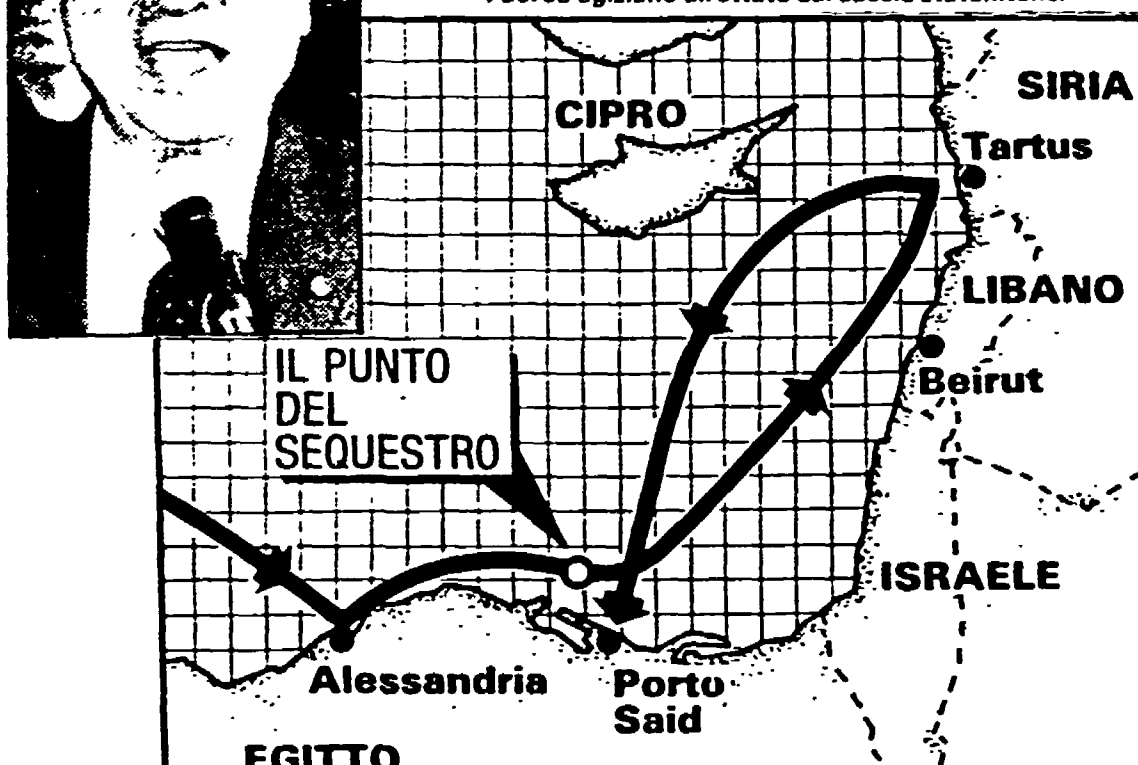 CIPRO
SIRIA
Tartus
LIBANO
Beirut
IL PUNTO
DEL
SEQUESTRO
ISRAELE
Alessandria
Porto
Said
EGITTO